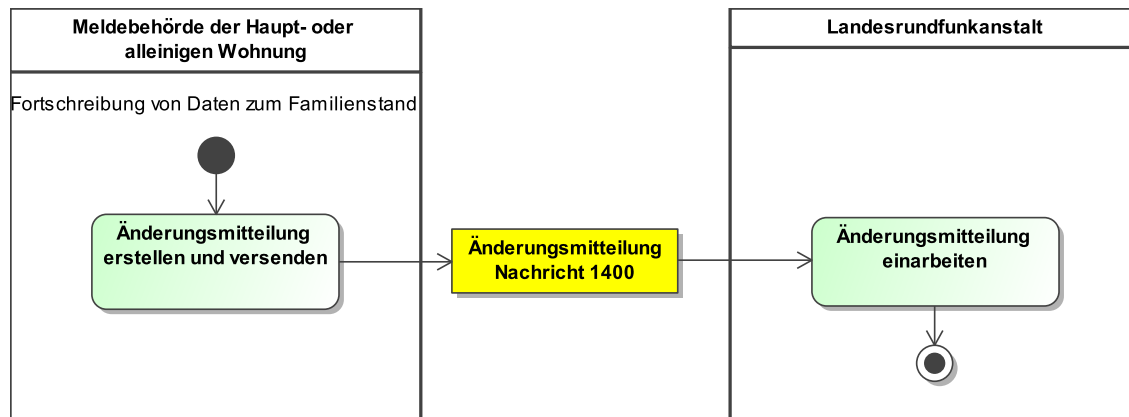 Meldebehörde der Haupt- oder
alleinigen Wohnung
Landesrundfunkanstalt
Fortschreibung von Daten zum Familienstand
Änderungsmitteilung
erstellen und versenden
Änderungsmitteilung
Nachricht 1400
Änderungsmitteilung
einarbeiten